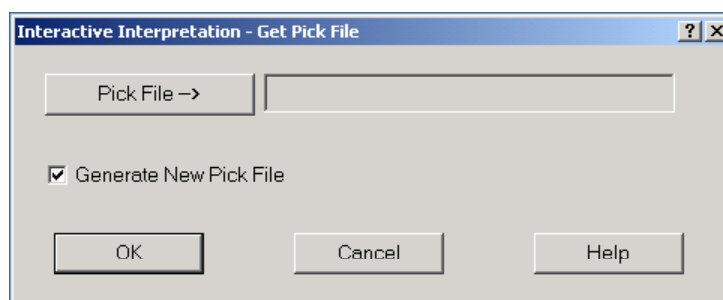 Interactive Interpretation - Get Pick File
Pick File -->
Generate New Pick File
OK Cancel Help